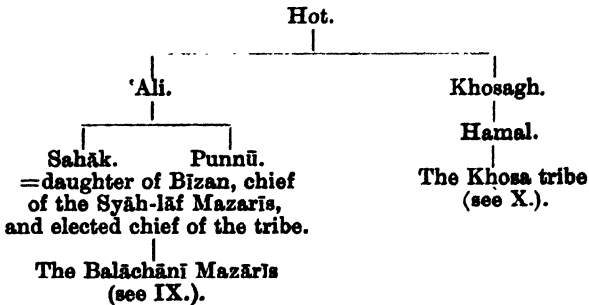 Hot.
‘Ali.
Khosagh.
Hamal.
Sahāk. Punnū.
=daughter of Bīzan, chief
of the Syāh-lāf Mazarīs,
and elected chief of the tribe.
The Khosa tribe
(see X.).
The Balāchānī Mazārīs
(see IX.).